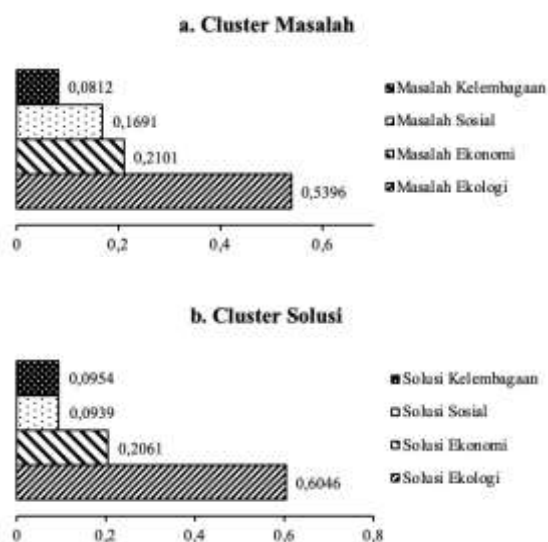 a. Cluster Masalah
0,0812
0,1691
0,2101
0,5396
Masalah Kelembagaan
Masalah Sosial
Masalah Ekonomi
Masalah Ekologi
0 0,2 0,4 0,6
b. Cluster Solusi
0,0954
0,0939
0,2061
0,6046
Solusi Kelembagaan
Solusi Sosial
Solusi Ekonomi
Solusi Ekologi
0 0,2 0,4 0,6 0,8